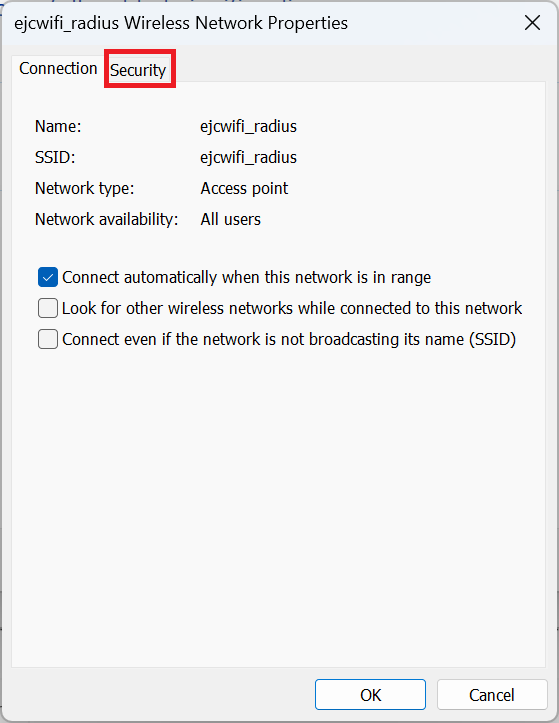 ejcwifi_radius Wireless Network Properties
Connection Security
Name: ejcwifi_radius
SSID: ejcwifi_radius
Network type: Access point
Network availability: All users
Connect automatically when this network is in range
Look for other wireless networks while connected to this network
Connect even if the network is not broadcasting its name (SSID)
OK Cancel